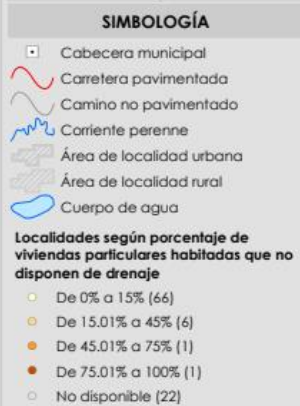 SIMBOLOGÍA
Cabecera municipal
Carretera pavimentada
Camino no pavimentado
Corriente perenne
Área de localidad urbana
Área de localidad rural
Cuerpo de agua
Localidades según porcentaje de
viviendas particulares habitadas que no
disponen de drenaje
De 0% a 15% (66)
De 15.01% a 45% (6)
De 45.01% a 75% (1)
De 75.01% a 100% (1)
No disponible (22)